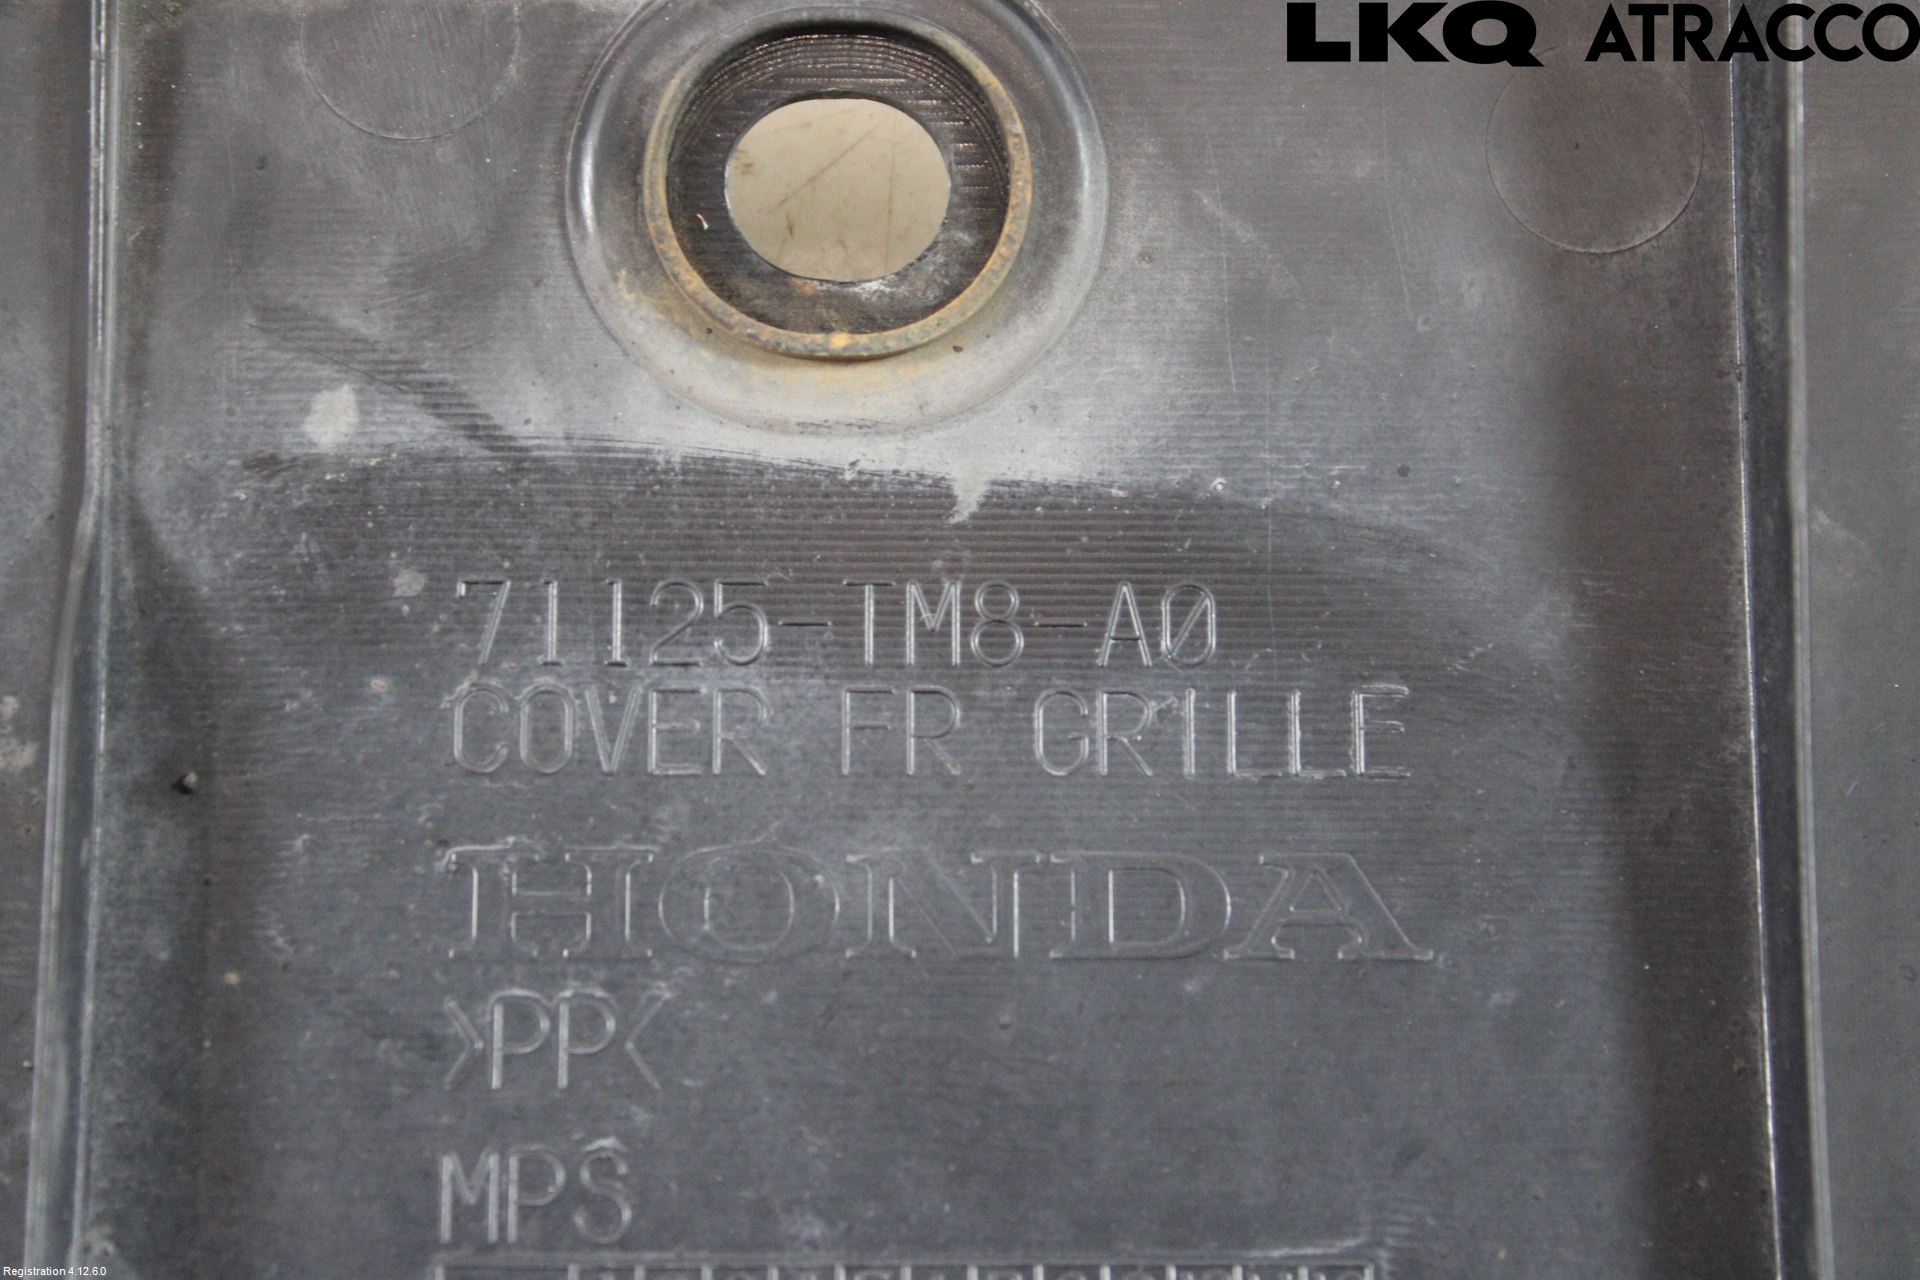 LKQ ATRACCO
71125-TM8-A0
COVER FR GRILLE
HONDA
>PP<
MPS
Registration 4.12.6.0